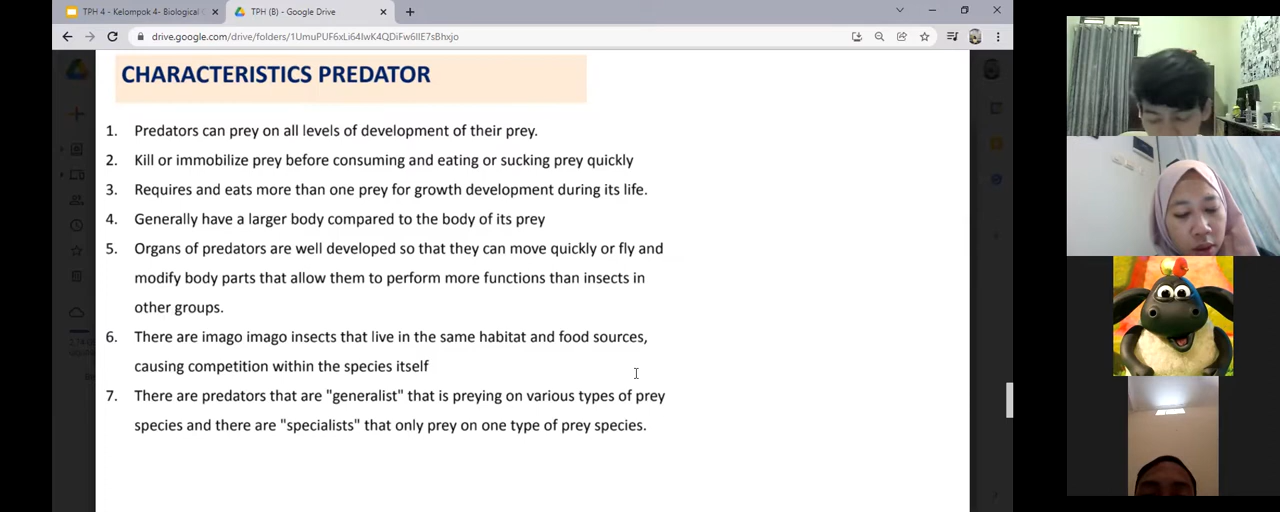 TPH 4 - Kelompok 4- Biological C
TPH (B) - Google Drive
drive.google.com/drive/folders/1UmuPUF6xLi64IwK4QDiFw6lIE7sBhxjo
CHARACTERISTICS PREDATOR
1. Predators can prey on all levels of development of their prey.
2. Kill or immobilize prey before consuming and eating or sucking prey quickly
3. Requires and eats more than one prey for growth development during its life.
4. Generally have a larger body compared to the body of its prey
5. Organs of predators are well developed so that they can move quickly or fly and
modify body parts that allow them to perform more functions than insects in
other groups.
6. There are imago imago insects that live in the same habitat and food sources,
causing competition within the species itself
7. There are predators that are "generalist" that is preying on various types of prey
species and there are "specialists" that only prey on one type of prey species.